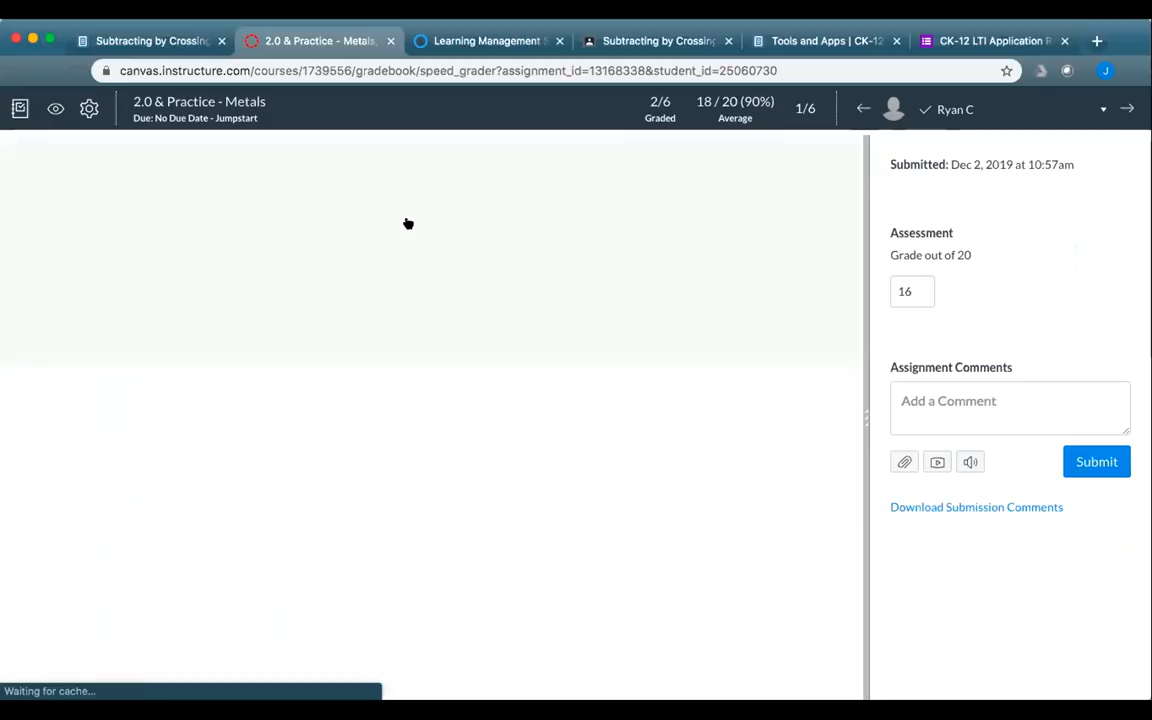 Subtracting by Crossing
2.0 & Practice - Metals,
Learning Management S
Subtracting by Crossing
Tools and Apps | CK-12
CK-12 LTI Application R
canvas.instructure.com/courses/1739556/gradebook/speed_grader?assignment_id=13168338&student_id=25060730
J
2.0 & Practice - Metals
Due: No Due Date - Jumpstart
2/6
Graded
18 / 20 (90%)
Average
1/6
Ryan C
Submitted: Dec 2, 2019 at 10:57am
Assessment
Grade out of 20
16
Assignment Comments
Add a Comment
Submit
Download Submission Comments
Waiting for cache...